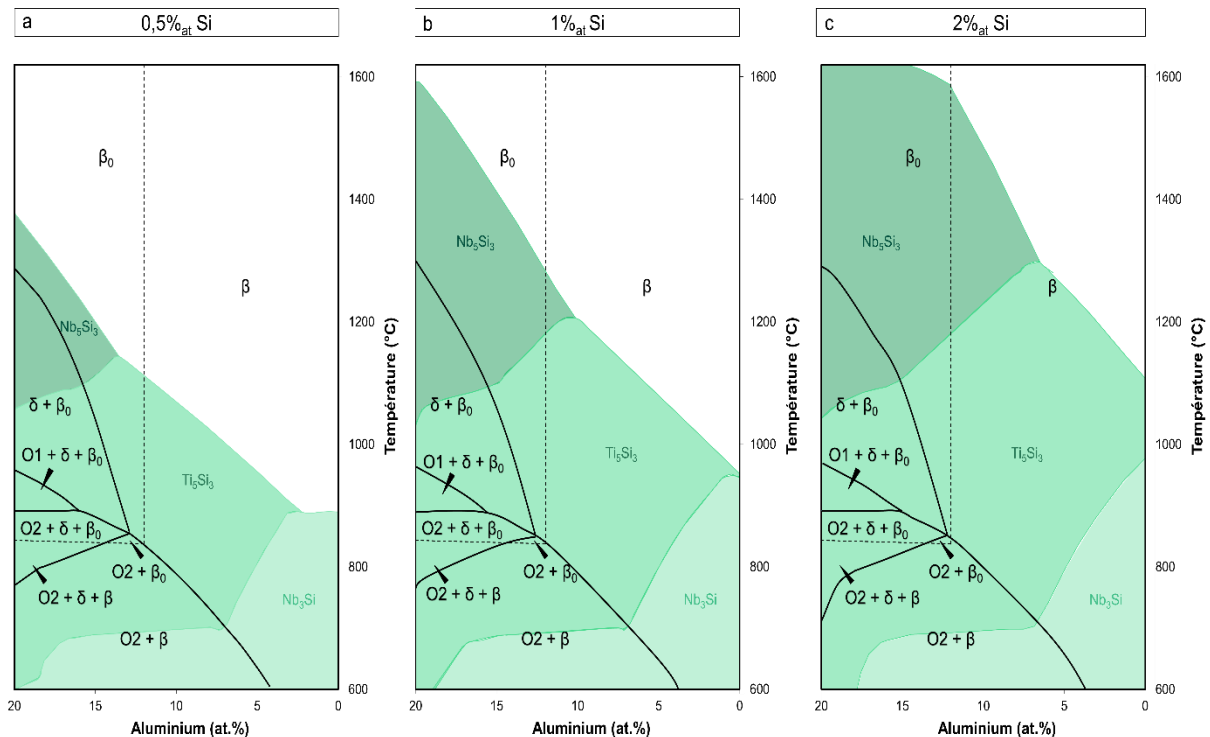 a 0,5%at Si
β₀
β
Nb₅Si₃
δ + β₀
O1 + δ + β₀
Ti₅Si₃
O2 + δ + β₀
O2 + β₀
O2 + δ + β
O2 + β
Nb₃Si
1600
1400
1200
1000
800
600
Température (°C)
20 15 10 5 0
Aluminium (at.%)
b 1%at Si
β₀
β
Nb₅Si₃
δ + β₀
O1 + δ + β₀
Ti₅Si₃
O2 + δ + β₀
O2 + β₀
O2 + δ + β
O2 + β
Nb₃Si
1600
1400
1200
1000
800
600
Température (°C)
20 15 10 5 0
Aluminium (at.%)
c 2%at Si
β₀
Nb₅Si₃
β
δ + β₀
O1 + δ + β₀
Ti₅Si₃
O2 + δ + β₀
O2 + β₀
O2 + δ + β
O2 + β
Nb₃Si
1600
1400
1200
1000
800
600
Température (°C)
20 15 10 5 0
Aluminium (at.%)